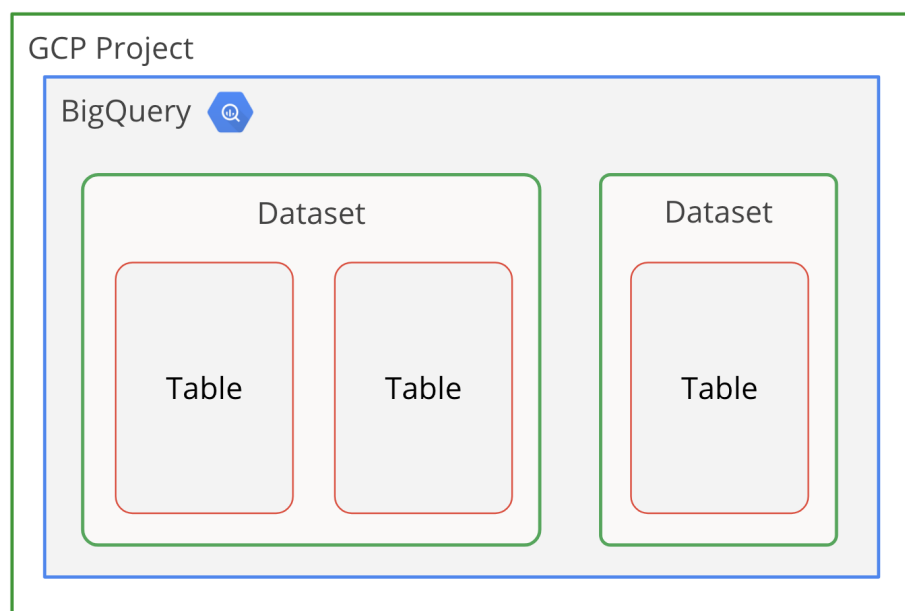 GCP Project
BigQuery
Dataset
Table
Table
Dataset
Table